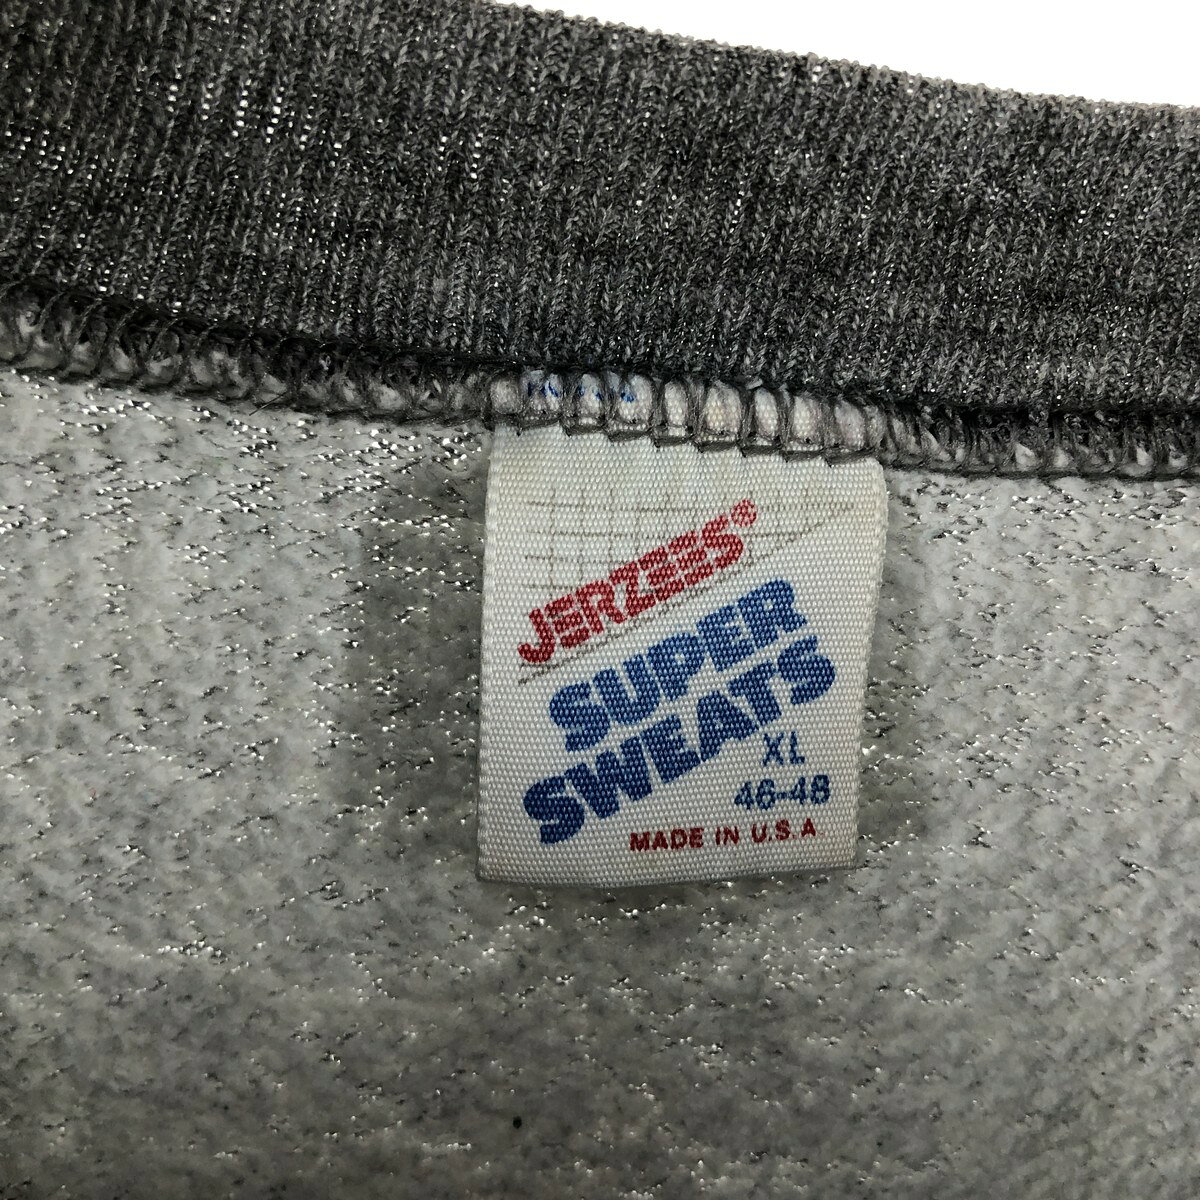 JERZEES®
SUPER
SWEATS
XL
46-48
MADE IN U.S.A